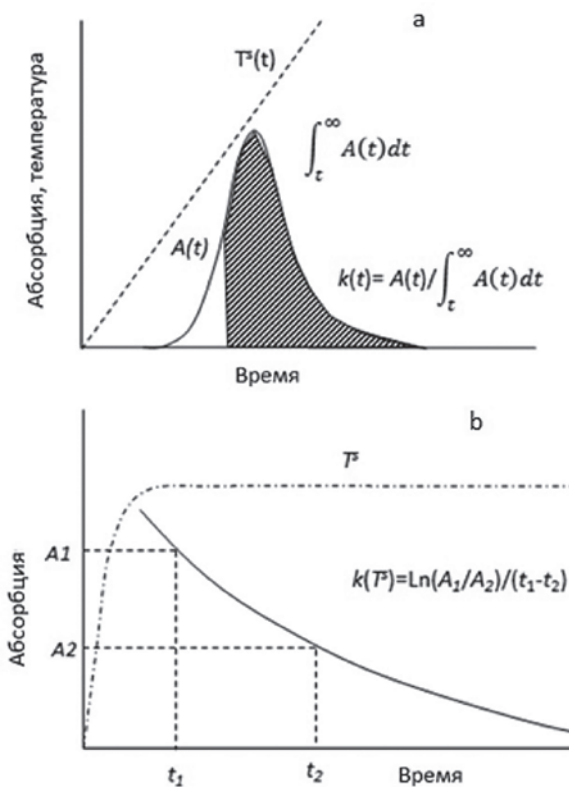 a
Tˢ(t)
∫ₜ^∞ A(t)dt
A(t)
k(t)= A(t)/∫ₜ^∞ A(t)dt
Абсорбция, температура
Время
b
Tˢ
A1
k(Tˢ)=Ln(A₁/A₂)/(t₁-t₂)
A2
Абсорбция
t₁
t₂
Время